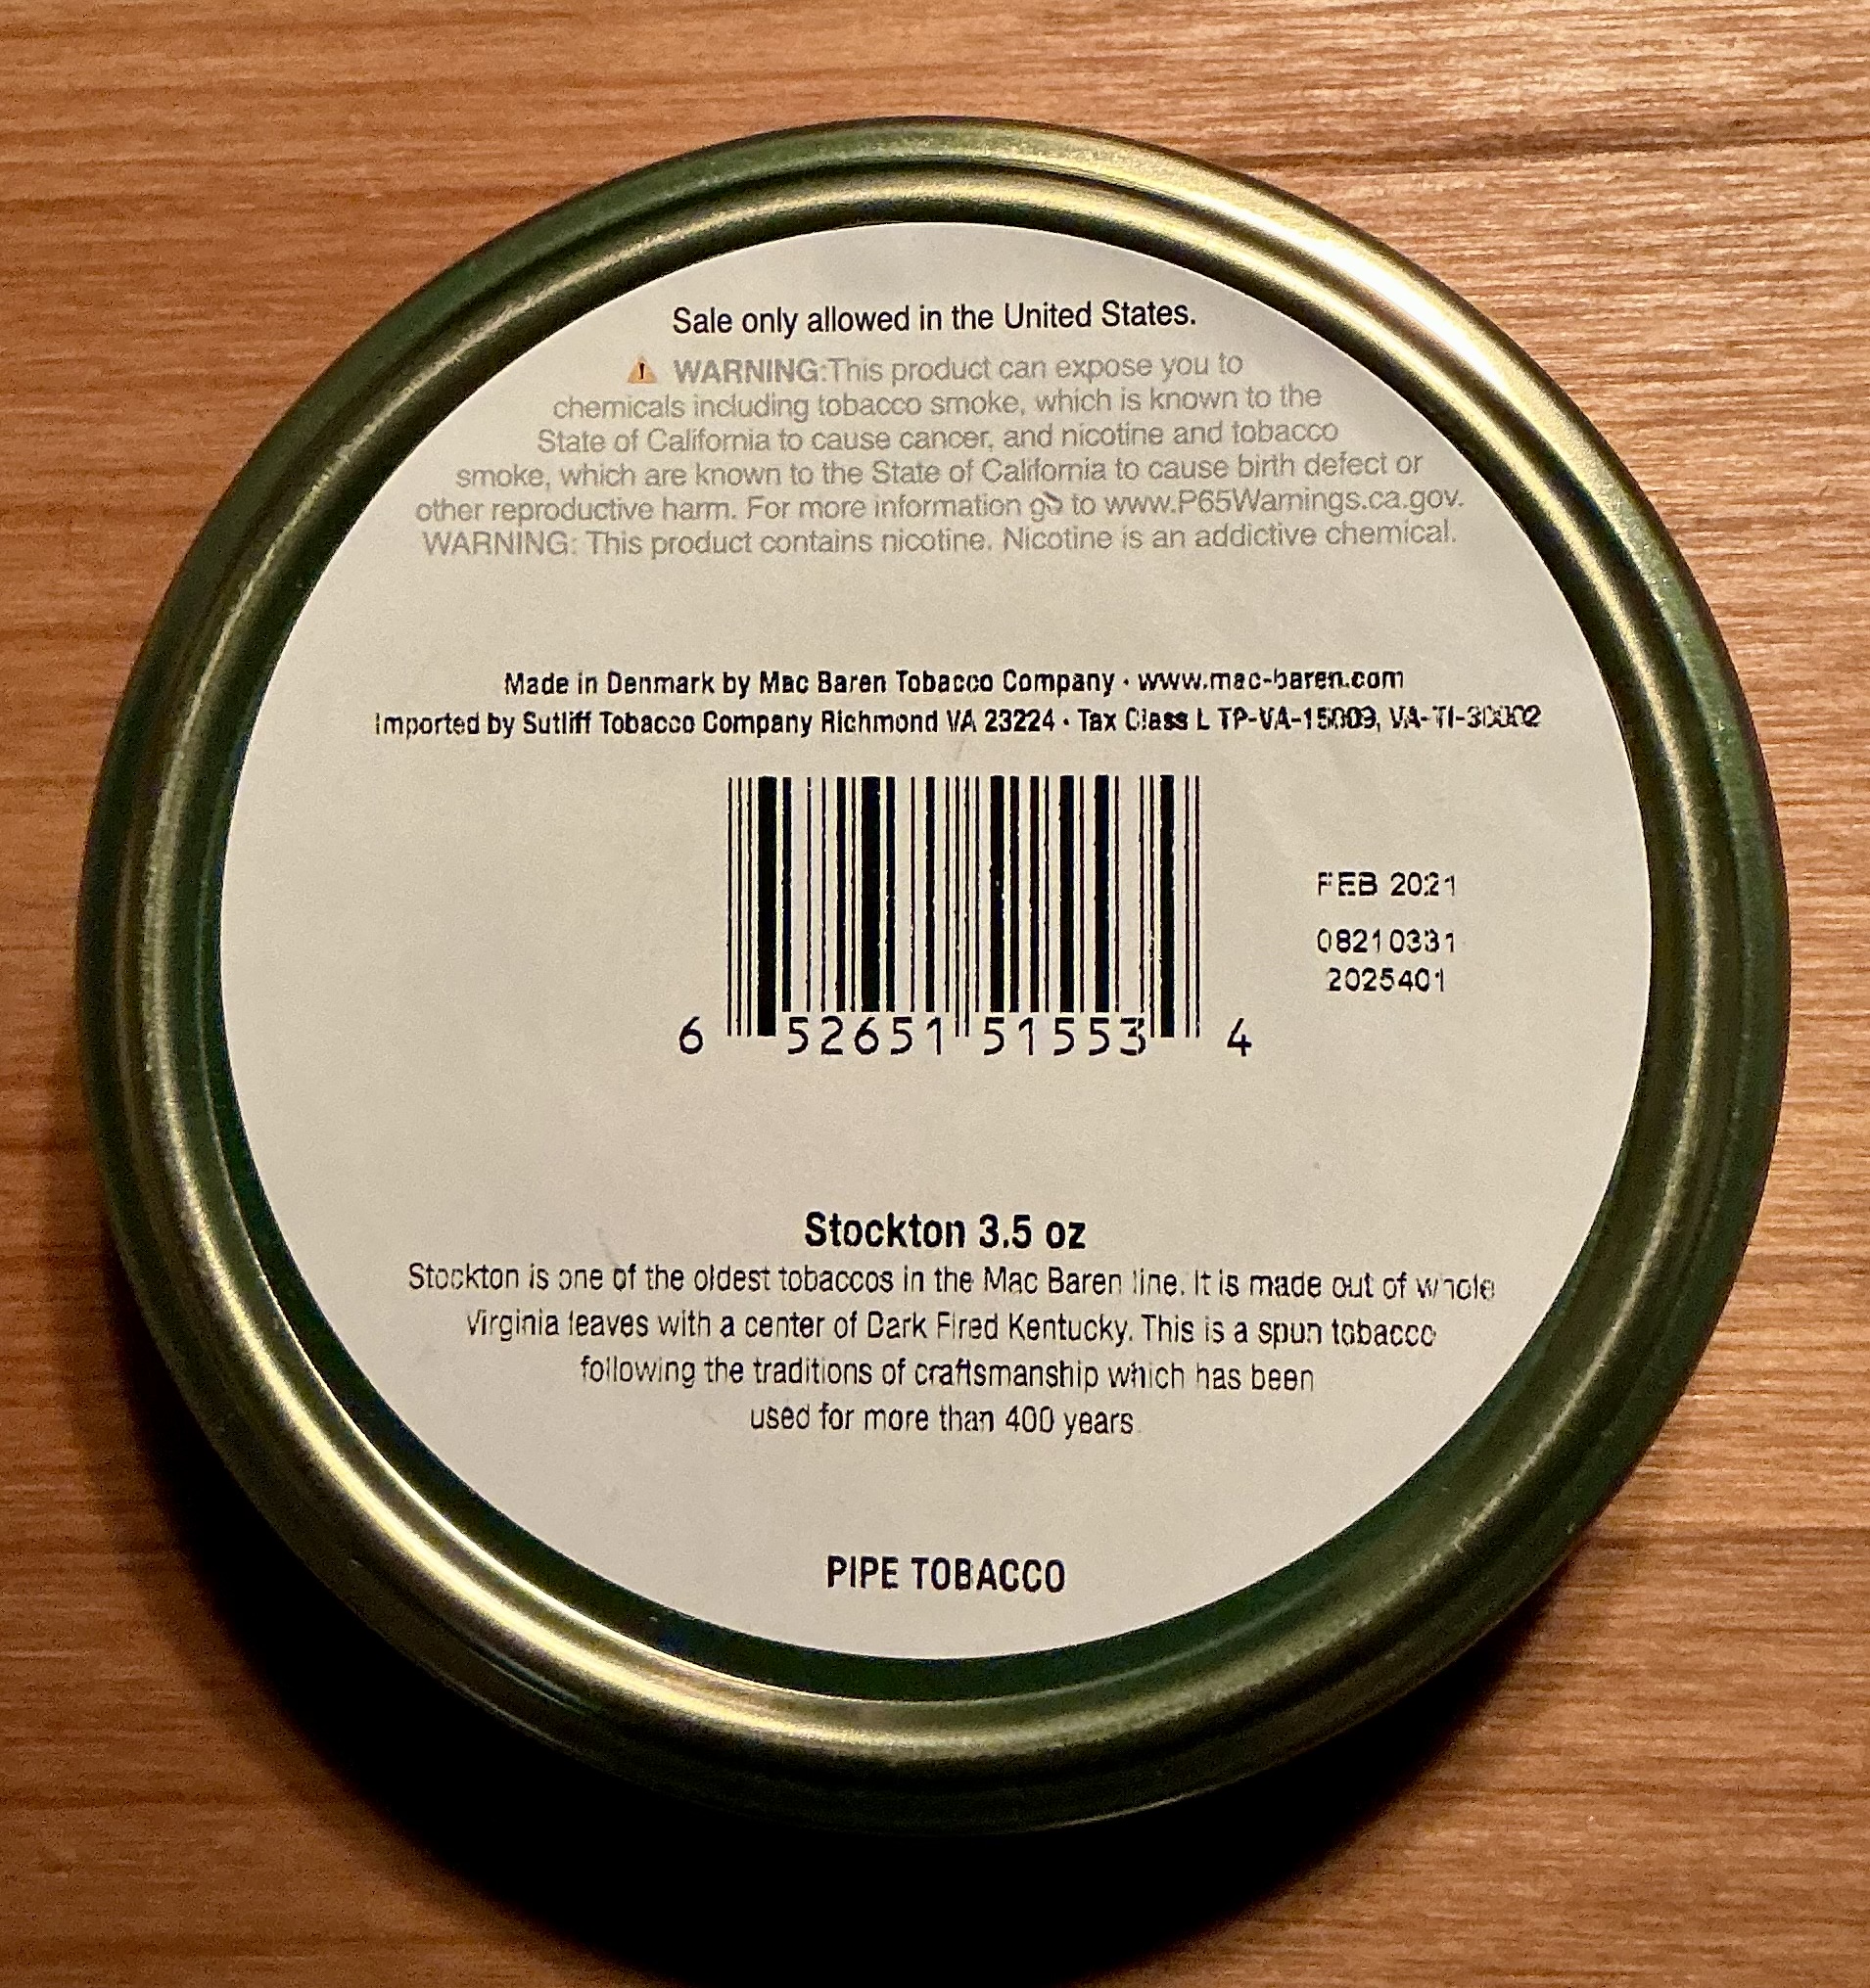 Sale only allowed in the United States.
⚠ WARNING:This product can expose you to
chemicals including tobacco smoke, which is known to the
State of California to cause cancer, and nicotine and tobacco
smoke, which are known to the State of California to cause birth defect or
other reproductive harm. For more information go to www.P65Warnings.ca.gov.
WARNING: This product contains nicotine. Nicotine is an addictive chemical.
Made in Denmark by Mac Baren Tobacco Company · www.mac-baren.com
Imported by Sutliff Tobacco Company Richmond VA 23224 · Tax Class L TP-VA-15009,
FEB 2021
08210331
2025401
6 52651 51553 4
Stockton 3.5 oz
Stockton is one of the oldest tobaccos in the Mac Baren line. It is made out of whole
Virginia leaves with a center of Dark Fired Kentucky. This is a spun tobacco
following the traditions of craftsmanship which has been
used for more than 400 years.
PIPE TOBACCO